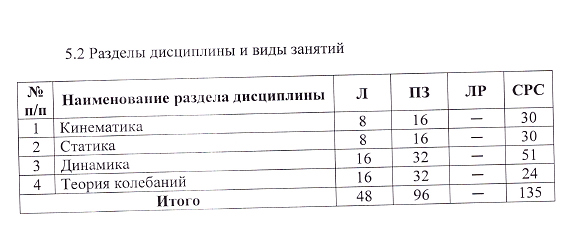 5.2 Разделы дисциплины и виды занятий
№ п/п Наименование раздела дисциплины Л ПЗ ЛР СРС
1 Кинематика 8 16 — 30
2 Статика 8 16 — 30
3 Динамика 16 32 — 51
4 Теория колебаний 16 32 — 24
Итого 48 96 — 135